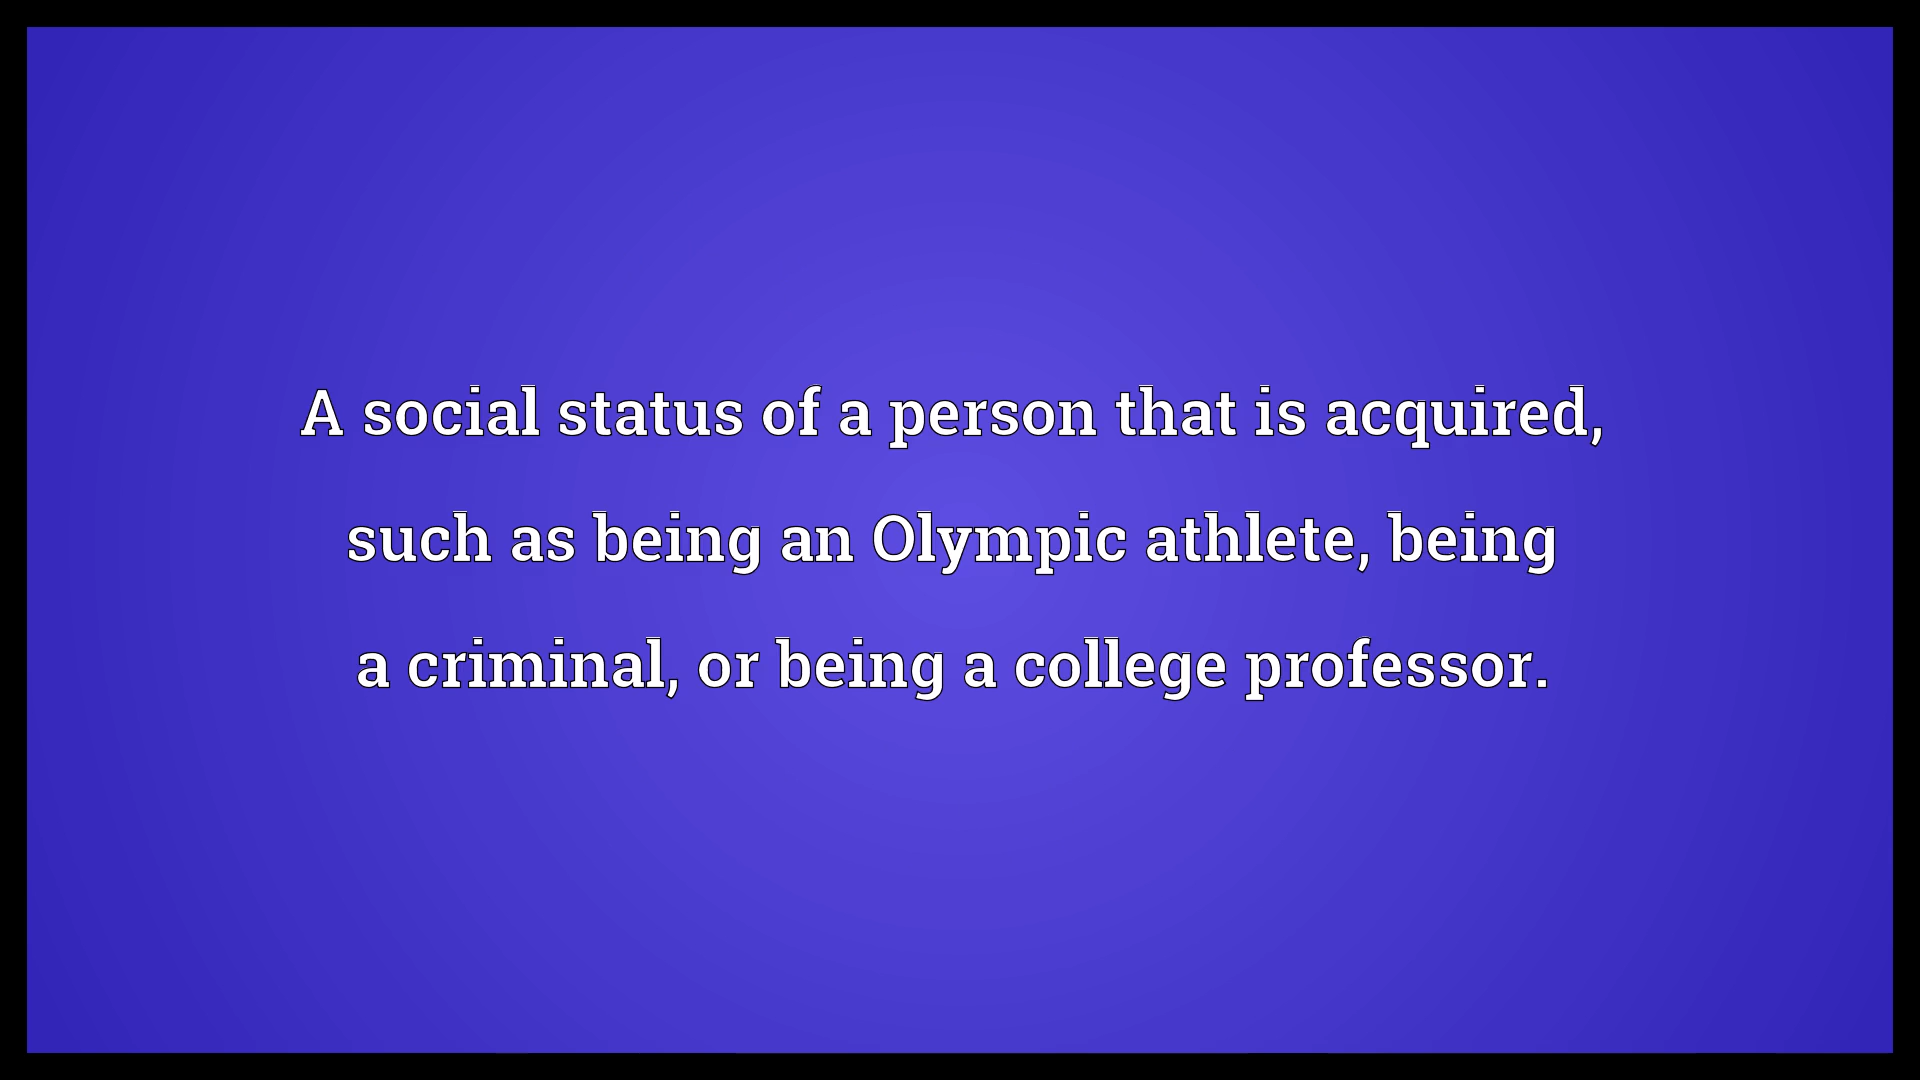 A social status of a person that is acquired,
such as being an Olympic athlete, being
a criminal, or being a college professor.